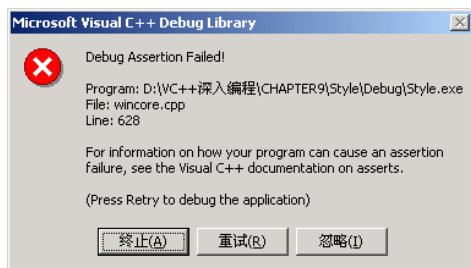 Microsoft Visual C++ Debug Library
Debug Assertion Failed!
Program: D:\VC++深入编程\CHAPTER9\Style\Debug\Style.exe
File: wincore.cpp
Line: 628
For information on how your program can cause an assertion
failure, see the Visual C++ documentation on asserts.
(Press Retry to debug the application)
终止(A) 重试(R) 忽略(I)